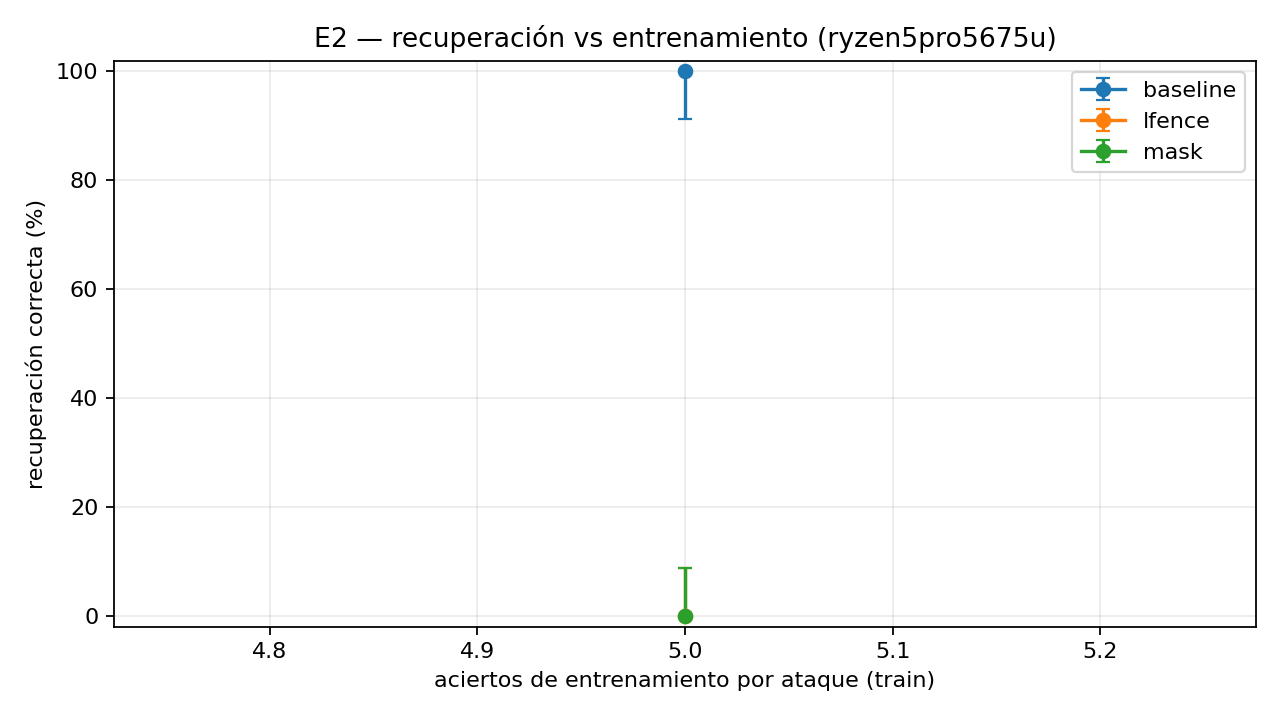 E2 — recuperación vs entrenamiento (ryzen5pro5675u)
baseline
lfence
mask
recuperación correcta (%)
100
80
60
40
20
0
4.8 4.9 5.0 5.1 5.2
aciertos de entrenamiento por ataque (train)